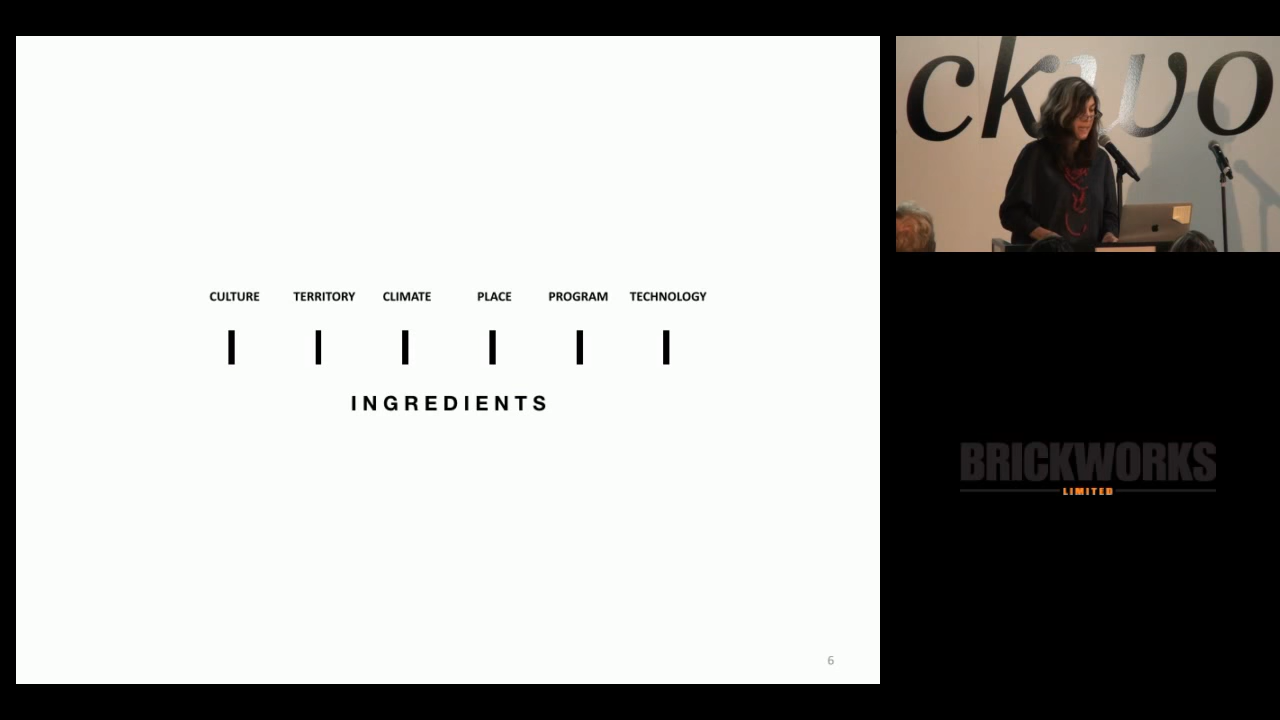 CULTURE TERRITORY CLIMATE PLACE PROGRAM TECHNOLOGY
INGREDIENTS
6
ckwo
BRICKWORKS
LIMITED